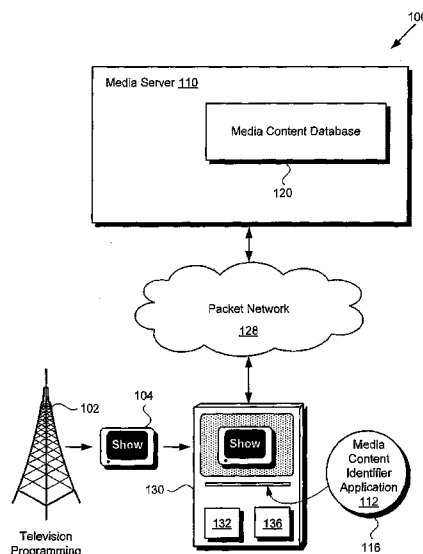 106
Media Server 110
Media Content Database
120
Packet Network
128
102
104
Show
Show
Media
Content
Identifier
Application
112
130
132
136
116
Television
Programming